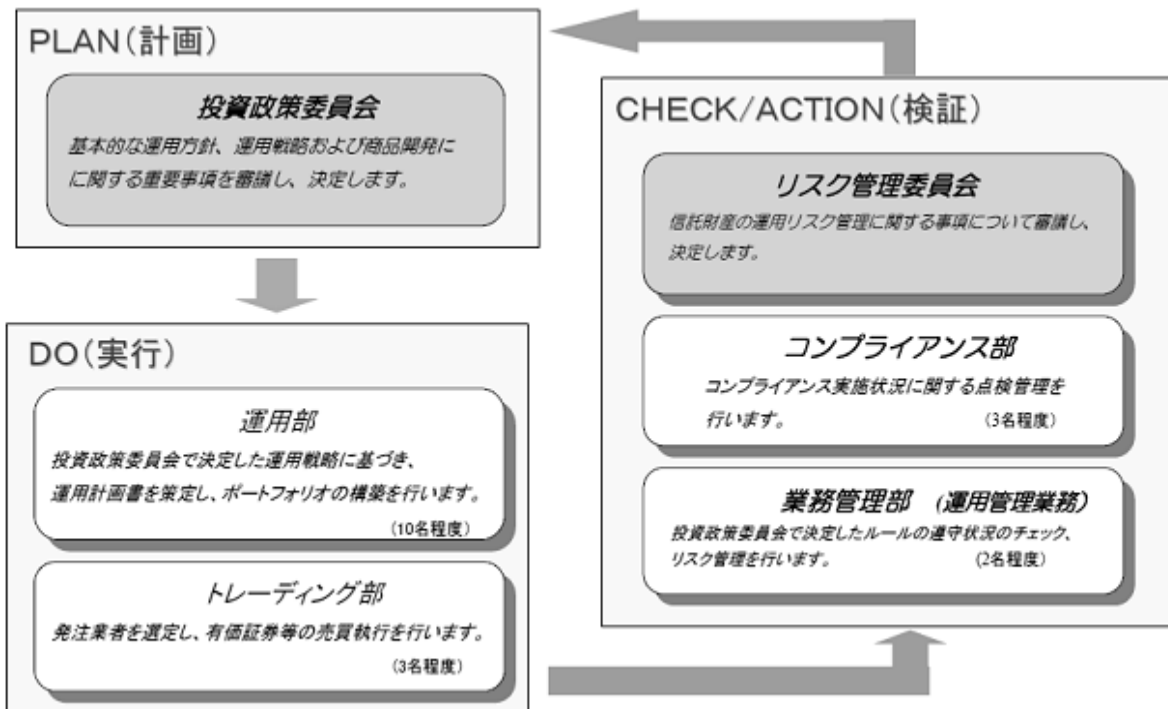 PLAN(計画)
投資政策委員会
基本的な運用方針、運用戦略および商品開発に
に関する重要事項を審議し、決定します。
DO(実行)
運用部
投資政策委員会で決定した運用戦略に基づき、
運用計画書を策定し、ポートフォリオの構築を行います。
(10名程度)
トレーディング部
発注業者を選定し、有価証券等の売買執行を行います。
(3名程度)
CHECK/ACTION(検証)
リスク管理委員会
信託財産の運用リスク管理に関する事項について審議し、
決定します。
コンプライアンス部
コンプライアンス実施状況に関する点検管理を
行います。 (3名程度)
業務管理部 (運用管理業務)
投資政策委員会で決定したルールの遵守状況のチェック、
リスク管理を行います。 (2名程度)